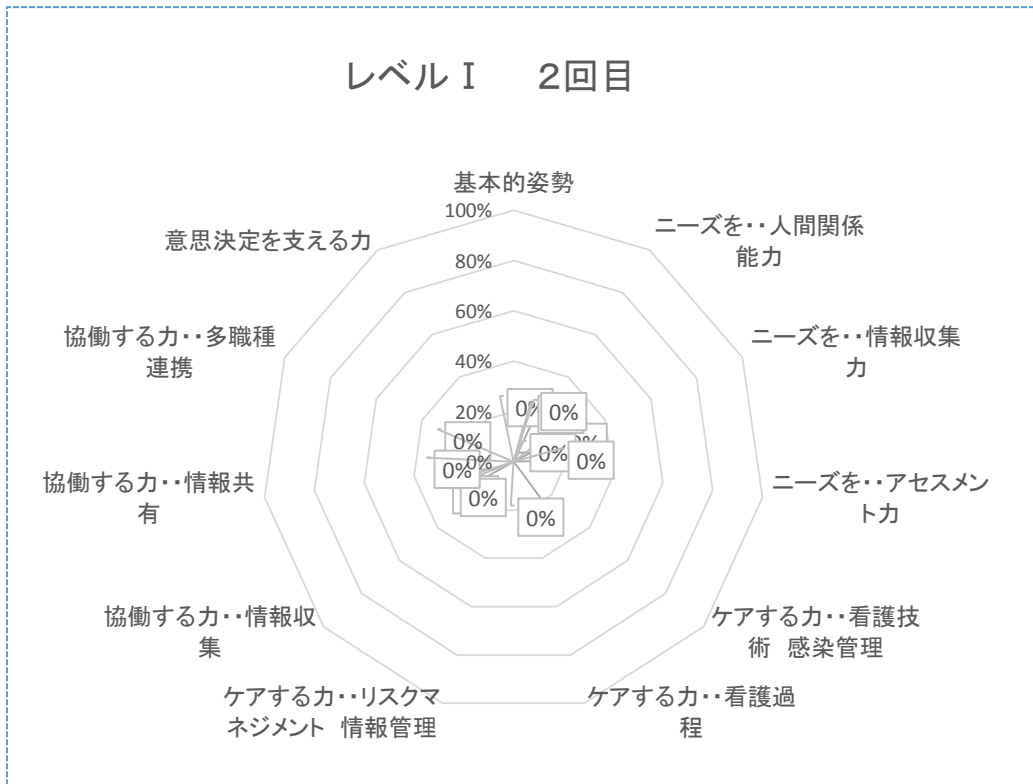 レベルⅠ　2回目
基本的姿勢
100%
80%
60%
40%
20%
0%
ニーズを・・人間関係
能力
ニーズを・・情報収集
力
ニーズを・・アセスメン
ト力
ケアする力・・看護技
術　感染管理
ケアする力・・看護過
程
ケアする力・・リスクマ
ネジメント　情報管理
協働する力・・情報収
集
協働する力・・情報共
有
協働する力・・多職種
連携
意思決定を支える力
0%
0%
0%
0%
0%
0%
0%
0%
0%